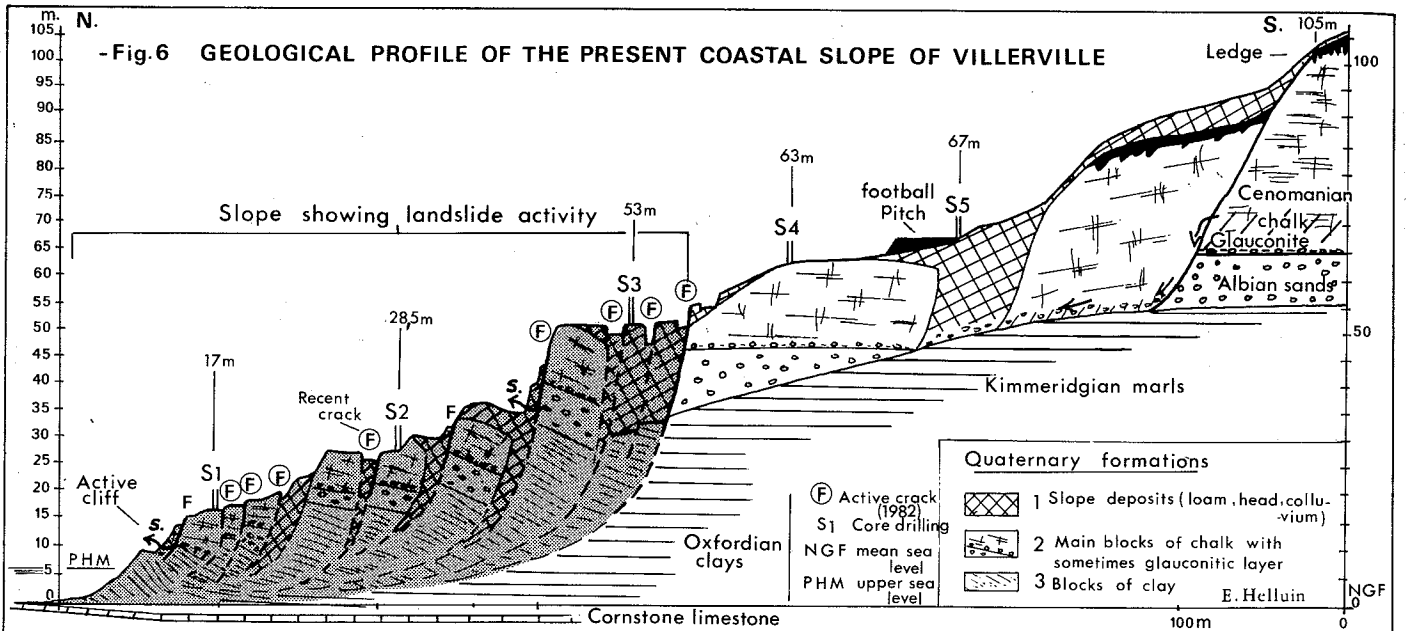 m. N.
105
100
95
90
85
80
75
70
65
60
55
50
45
40
35
30
25
20
15
10
5
0
-Fig.6 GEOLOGICAL PROFILE OF THE PRESENT COASTAL SLOPE OF VILLERVILLE
S. 105m
Ledge
100
50
Slope showing landslide activity
63m
67m
football
Pitch
S5
S4
53m
S3
F
F
F
F
28,5m
17m
Recent
crack
F
S2
F
s.
S1
F
F
F
F
Active
cliff
s.
PHM
Cenomanian
chalk
Glauconite
Albian sands
Kimmeridgian marls
Oxfordian
clays
Cornstone limestone
F Active crack
(1982)
S1 Core drilling
NGF mean sea
level
PHM upper sea
level
Quaternary formations
1 Slope deposits (loam, head, collu-
-vium)
2 Main blocks of chalk with
sometimes glauconitic layer
3 Blocks of clay
E. Helluin
NGF
0
100m
0